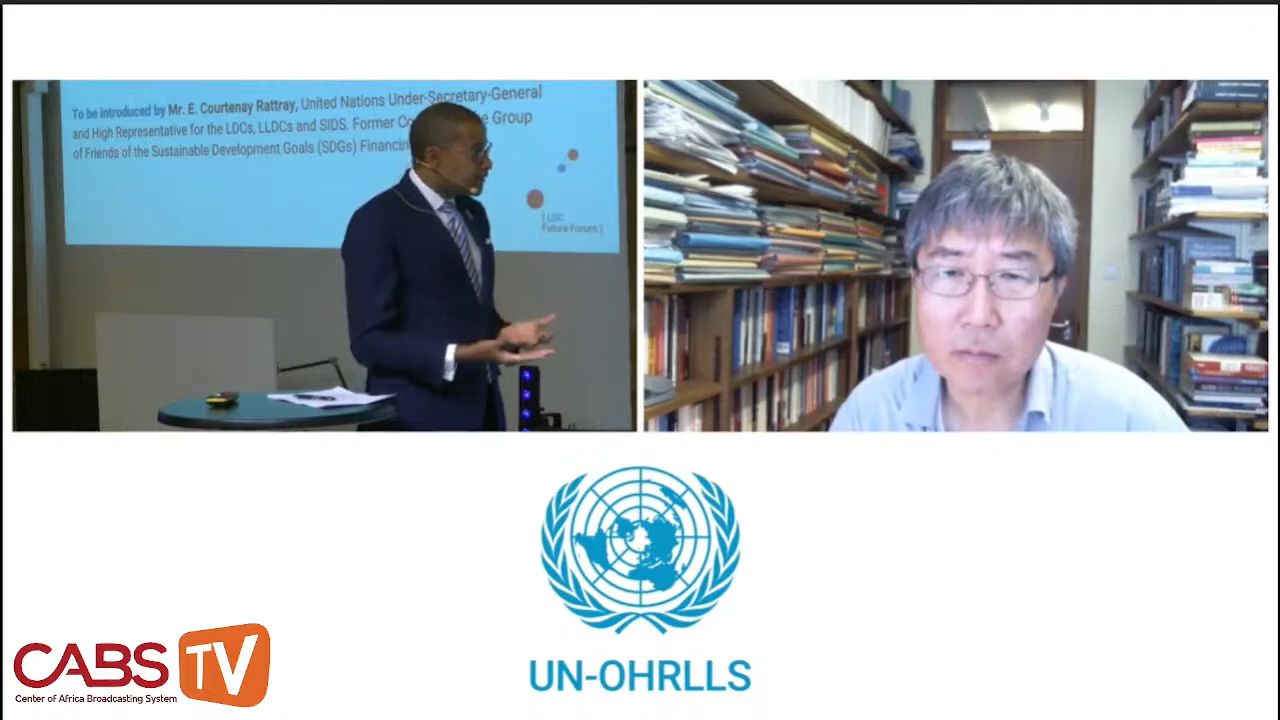 To be introduced by Mr. E. Courtenay Rattray, United Nations Under-Secretary-General
and High Representative for the LDCs, LLDCs and SIDS. Former Group
of Friends of the Sustainable Development Goals (SDGs)
[ LDC
Future Forum ]
UN-OHRLLS
CABS TV
Center of Africa Broadcasting System